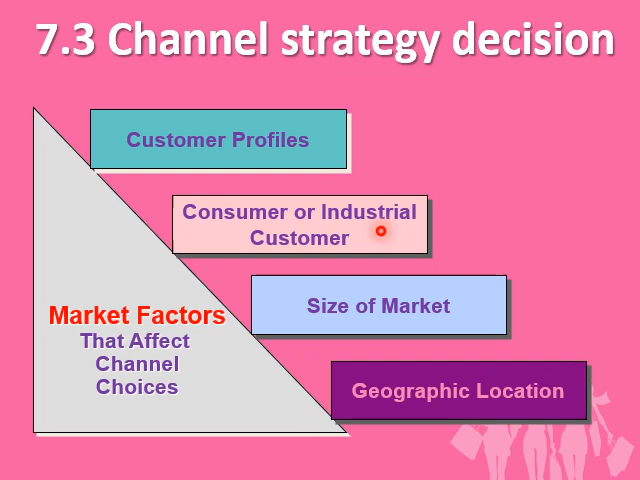 7.3 Channel strategy decision
Customer Profiles
Consumer or Industrial
Customer
Size of Market
Market Factors
That Affect
Channel
Choices
Geographic Location